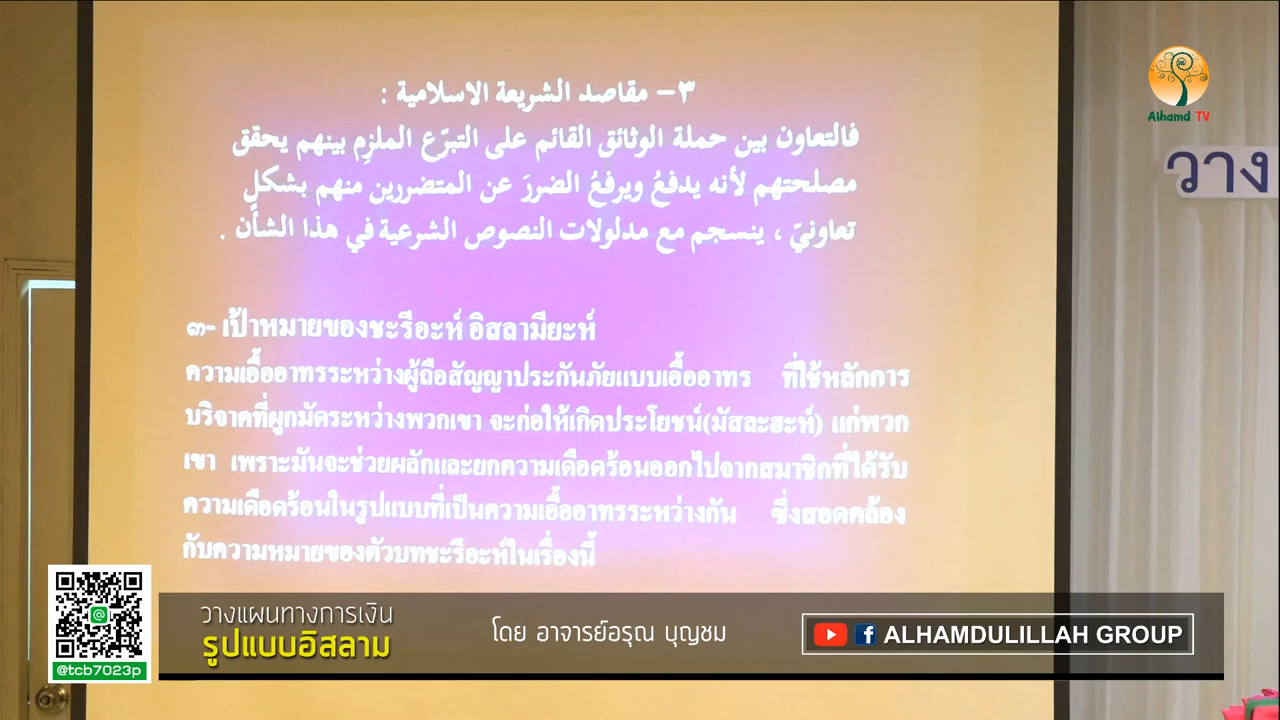 ٣– مقاصد الشريعة الاسلامية :
فالتعاون بين حملة الوثائق القائم على التبرّع الملزِم بينهم يحقق
مصلحتهم لأنه يدفعُ ويرفعُ الضررَ عن المتضررين منهم بشكلٍ
تعاونيّ ، ينسجم مع مدلولات النصوص الشرعية في هذا الشأن .
๓- เป้าหมายของชะรีอะห์ อิสลามียะห์
ความเอื้ออาทรระหว่างผู้ถือสัญญาประกันภัยแบบเอื้ออาทร ที่ใช้หลักการ
บริจาคที่ผูกมัดระหว่างพวกเขา จะก่อให้เกิดประโยชน์(มัสละฮะห์) แก่พวก
เขา เพราะมันจะช่วยผลักและยกความเดือดร้อนออกไปจากสมาชิกที่ได้รับ
ความเดือดร้อนในรูปแบบที่เป็นความเอื้ออาทรระหว่างกัน ซึ่งสอดคล้อง
กับความหมายของตัวบทชะรีอะห์ในเรื่องนี้
Alhamd TV
วาง
@tcb7023p
วางแผนทางการเงิน
รูปแบบอิสลาม
โดย อาจารย์อรุณ บุญชม
ALHAMDULILLAH GROUP